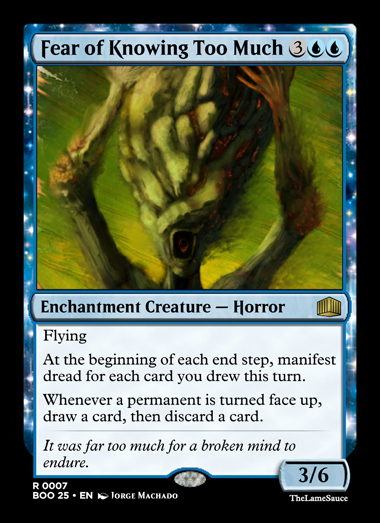 Fear of Knowing Too Much 3
Enchantment Creature — Horror
Flying
At the beginning of each end step, manifest
dread for each card you drew this turn.
Whenever a permanent is turned face up,
draw a card, then discard a card.
It was far too much for a broken mind to
endure.
3/6
R 0007
BOO 25 • EN Jorge Machado
TheLameSauce